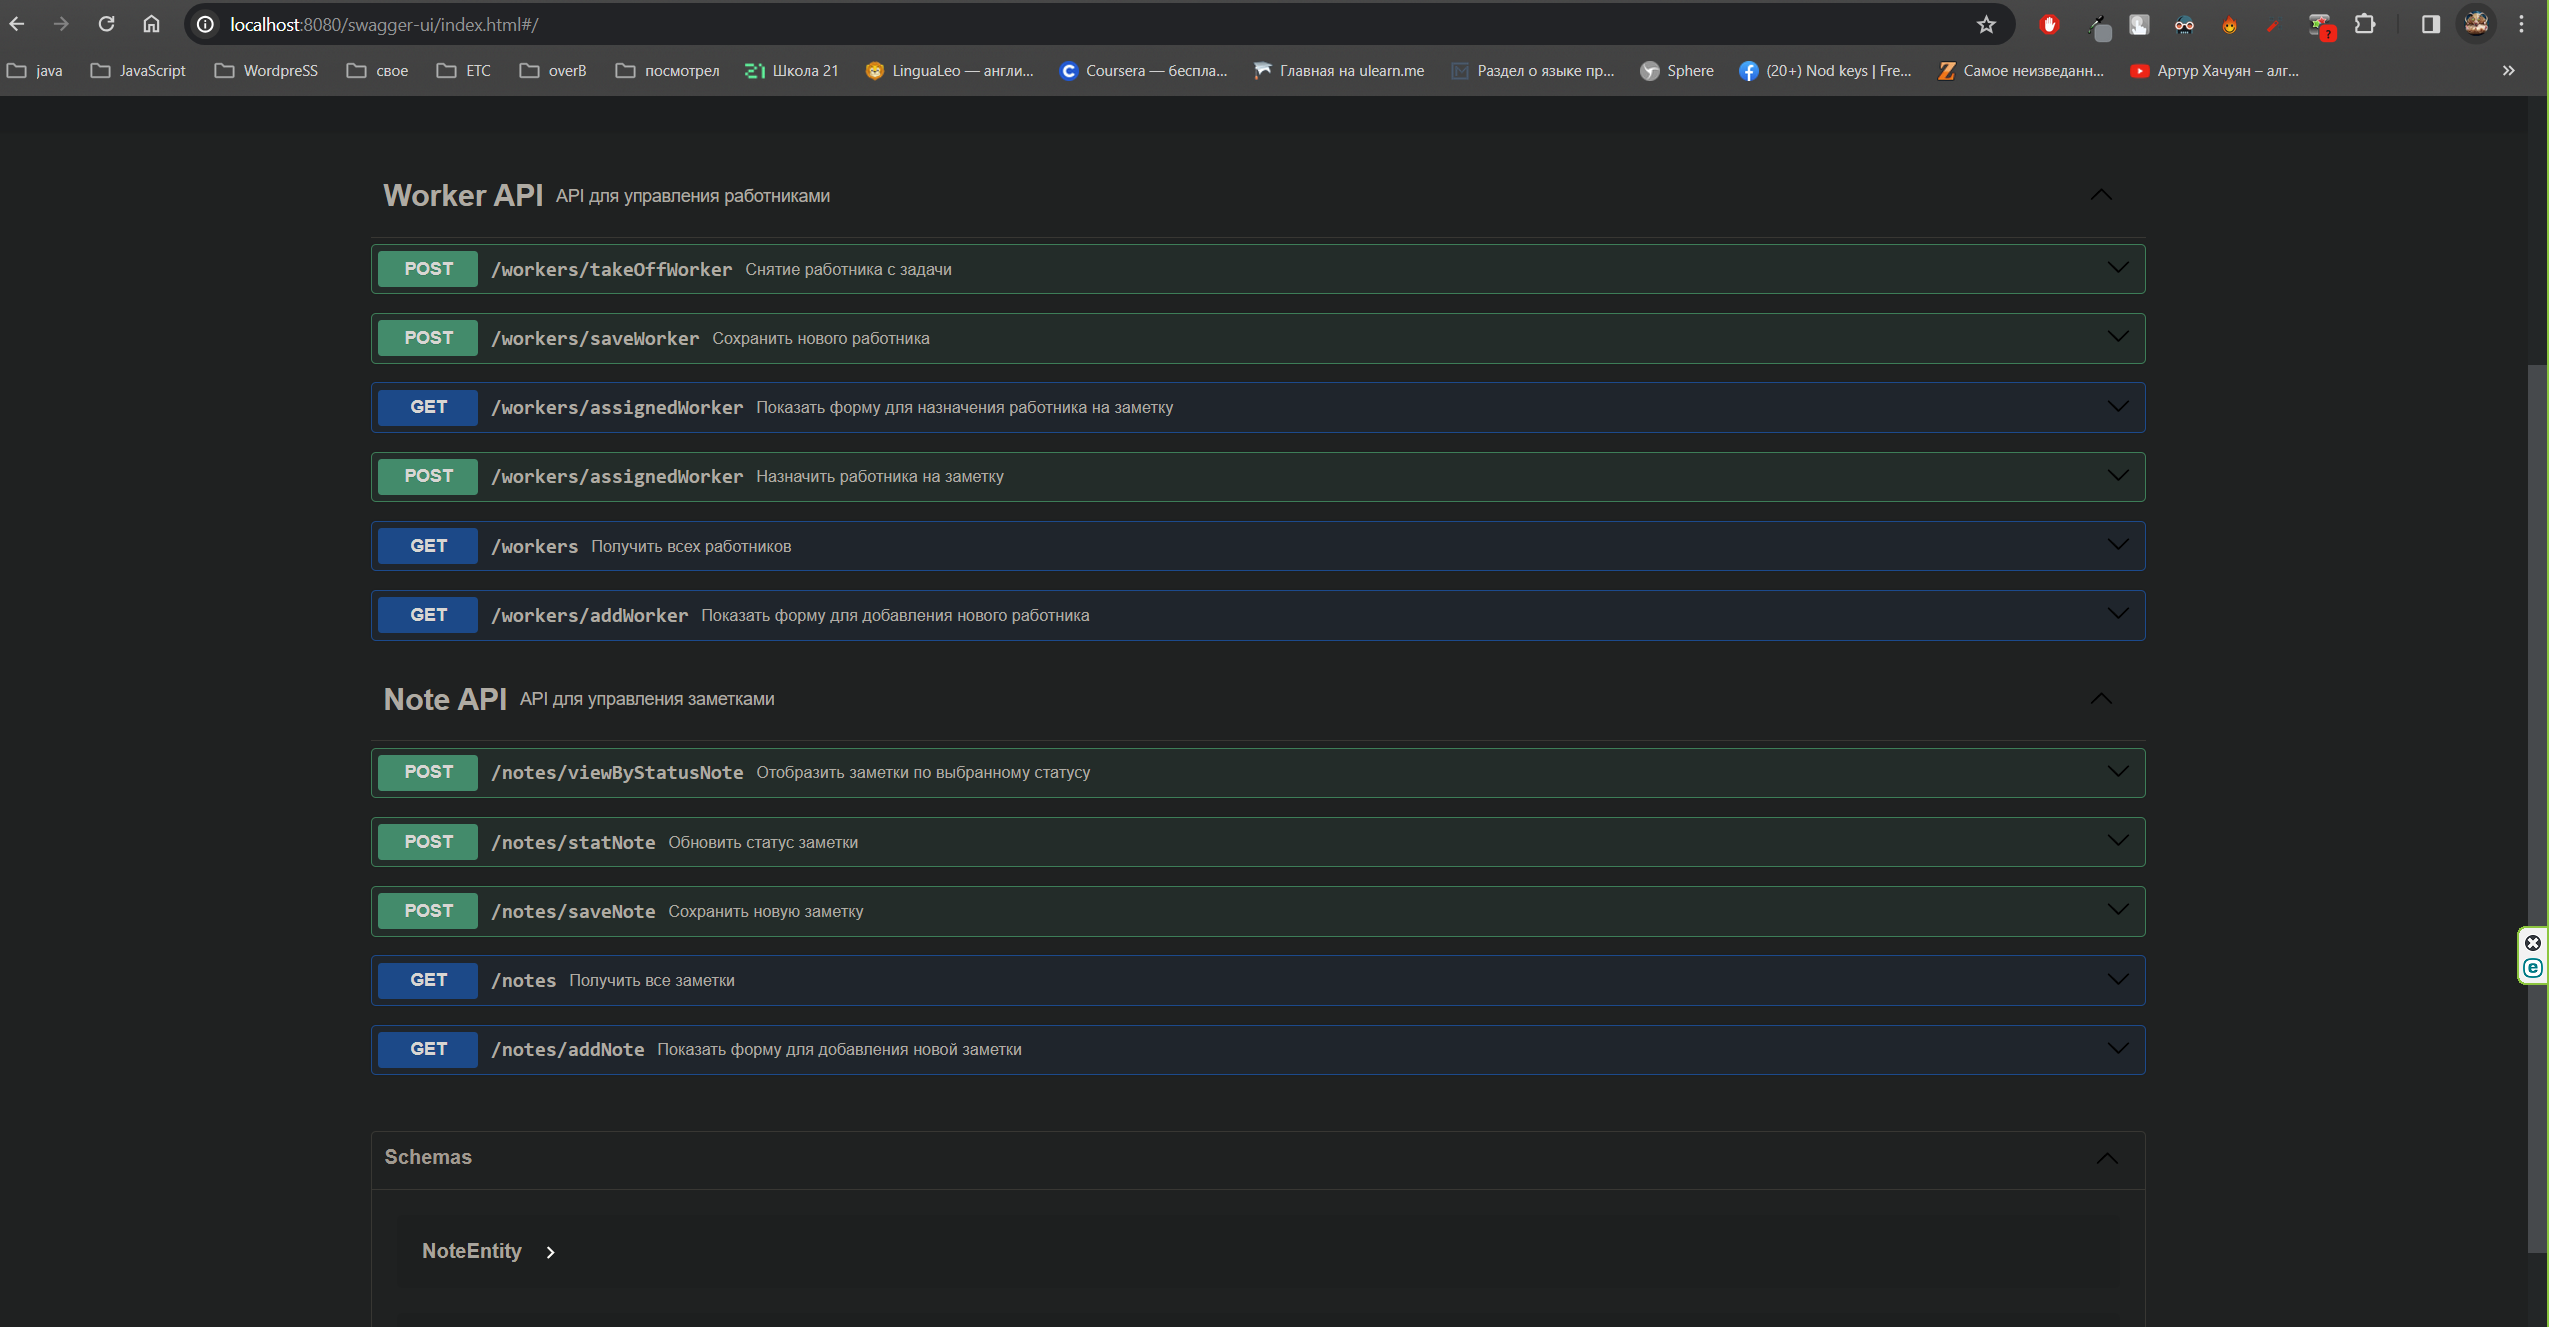 localhost:8080/swagger-ui/index.html#/
java JavaScript WordpreSS свое ETC overB посмотрел Школа 21 LinguaLeo — англи... Coursera — беспла... Главная на ulearn.me Раздел о языке пр... Sphere (20+) Nod keys | Fre... Самое неизведанн... Артур Хачуян – алг...
Worker API API для управления работниками
POST /workers/takeOffWorker Снятие работника с задачи
POST /workers/saveWorker Сохранить нового работника
GET /workers/assignedWorker Показать форму для назначения работника на заметку
POST /workers/assignedWorker Назначить работника на заметку
GET /workers Получить всех работников
GET /workers/addWorker Показать форму для добавления нового работника
Note API API для управления заметками
POST /notes/viewByStatusNote Отобразить заметки по выбранному статусу
POST /notes/statNote Обновить статус заметки
POST /notes/saveNote Сохранить новую заметку
GET /notes Получить все заметки
GET /notes/addNote Показать форму для добавления новой заметки
Schemas
NoteEntity